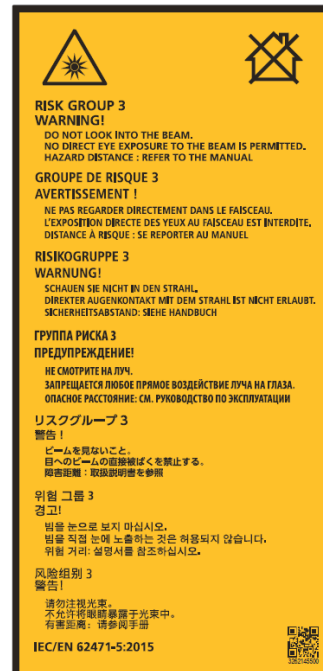 RISK GROUP 3
WARNING!
DO NOT LOOK INTO THE BEAM.
NO DIRECT EYE EXPOSURE TO THE BEAM IS PERMITTED.
HAZARD DISTANCE : REFER TO THE MANUAL
GROUPE DE RISQUE 3
AVERTISSEMENT !
NE PAS REGARDER DIRECTEMENT DANS LE FAISCEAU.
L'EXPOSITION DIRECTE DES YEUX AU FAISCEAU EST INTERDITE.
DISTANCE À RISQUE : SE REPORTER AU MANUEL
RISIKOGRUPPE 3
WARNUNG!
SCHAUEN SIE NICHT IN DEN STRAHL.
DIREKTER AUGENKONTAKT MIT DEM STRAHL IST NICHT ERLAUBT.
SICHERHEITSABSTAND: SIEHE HANDBUCH
ГРУППА РИСКА 3
ПРЕДУПРЕЖДЕНИЕ!
НЕ СМОТРИТЕ НА ЛУЧ.
ЗАПРЕЩАЕТСЯ ЛЮБОЕ ПРЯМОЕ ВОЗДЕЙСТВИЕ ЛУЧА НА ГЛАЗА.
ОПАСНОЕ РАССТОЯНИЕ: СМ. РУКОВОДСТВО ПО ЭКСПЛУАТАЦИИ
リスクグループ 3
警告!
ビームを見ないこと。
目へのビームの直接被ばくを禁止する。
障害距離:取扱説明書を参照
위험 그룹 3
경고!
빔을 눈으로 보지 마십시오.
빔을 직접 눈에 노출하는 것은 허용되지 않습니다.
위험 거리: 설명서를 참조하십시오.
风险组别 3
警告!
请勿注视光束。
不允许将眼睛暴露于光束中。
有害距离:请参阅手册
IEC/EN 62471-5:2015